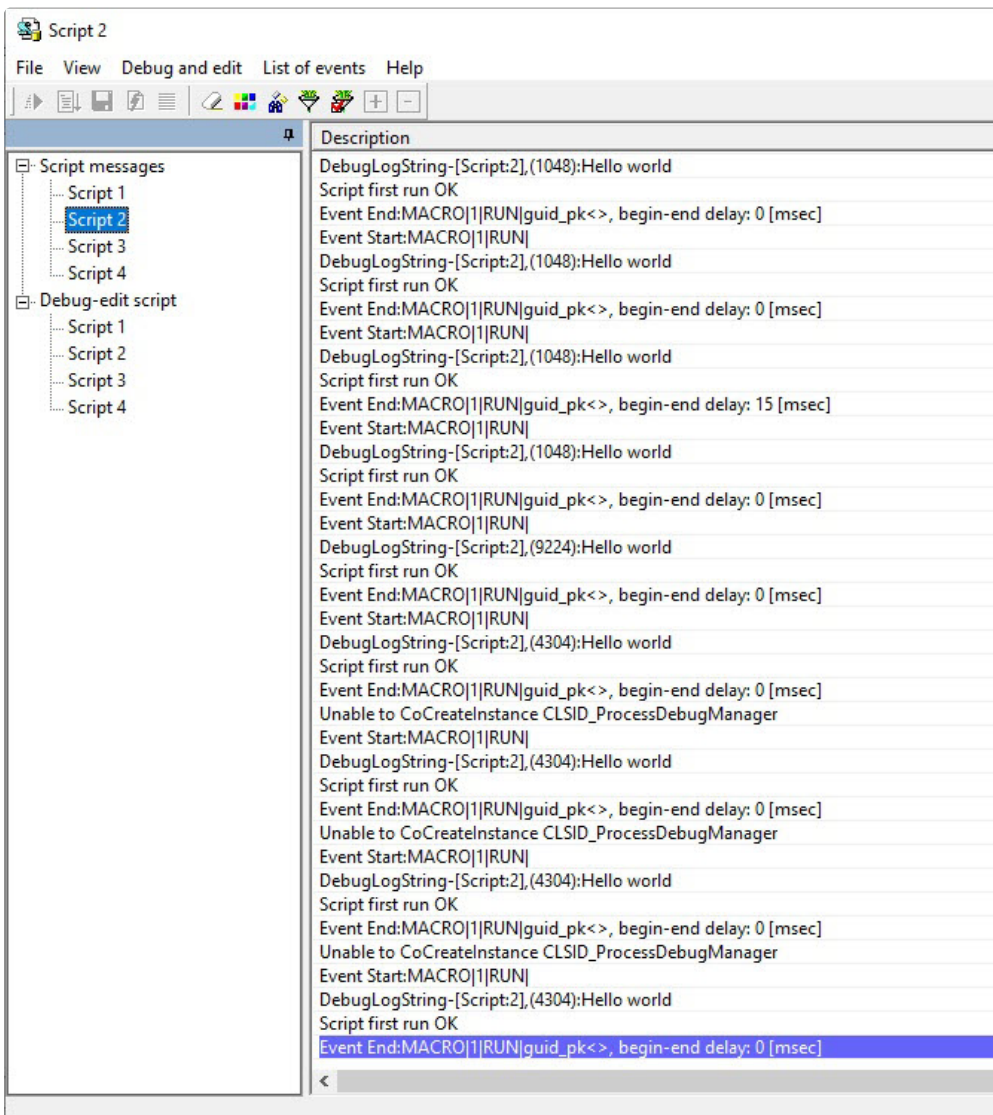 Script 2
File View Debug and edit List of events Help
Description
Script messages
Script 1
Script 2
Script 3
Script 4
Debug-edit script
Script 1
Script 2
Script 3
Script 4
DebugLogString-[Script:2],(1048):Hello world
Script first run OK
Event End:MACRO|1|RUN|guid_pk<>, begin-end delay: 0 [msec]
Event Start:MACRO|1|RUN|
DebugLogString-[Script:2],(1048):Hello world
Script first run OK
Event End:MACRO|1|RUN|guid_pk<>, begin-end delay: 0 [msec]
Event Start:MACRO|1|RUN|
DebugLogString-[Script:2],(1048):Hello world
Script first run OK
Event End:MACRO|1|RUN|guid_pk<>, begin-end delay: 15 [msec]
Event Start:MACRO|1|RUN|
DebugLogString-[Script:2],(1048):Hello world
Script first run OK
Event End:MACRO|1|RUN|guid_pk<>, begin-end delay: 0 [msec]
Event Start:MACRO|1|RUN|
DebugLogString-[Script:2],(9224):Hello world
Script first run OK
Event End:MACRO|1|RUN|guid_pk<>, begin-end delay: 0 [msec]
Event Start:MACRO|1|RUN|
DebugLogString-[Script:2],(4304):Hello world
Script first run OK
Event End:MACRO|1|RUN|guid_pk<>, begin-end delay: 0 [msec]
Unable to CoCreateInstance CLSID_ProcessDebugManager
Event Start:MACRO|1|RUN|
DebugLogString-[Script:2],(4304):Hello world
Script first run OK
Event End:MACRO|1|RUN|guid_pk<>, begin-end delay: 0 [msec]
Unable to CoCreateInstance CLSID_ProcessDebugManager
Event Start:MACRO|1|RUN|
DebugLogString-[Script:2],(4304):Hello world
Script first run OK
Event End:MACRO|1|RUN|guid_pk<>, begin-end delay: 0 [msec]
Unable to CoCreateInstance CLSID_ProcessDebugManager
Event Start:MACRO|1|RUN|
DebugLogString-[Script:2],(4304):Hello world
Script first run OK
Event End:MACRO|1|RUN|guid_pk<>, begin-end delay: 0 [msec]